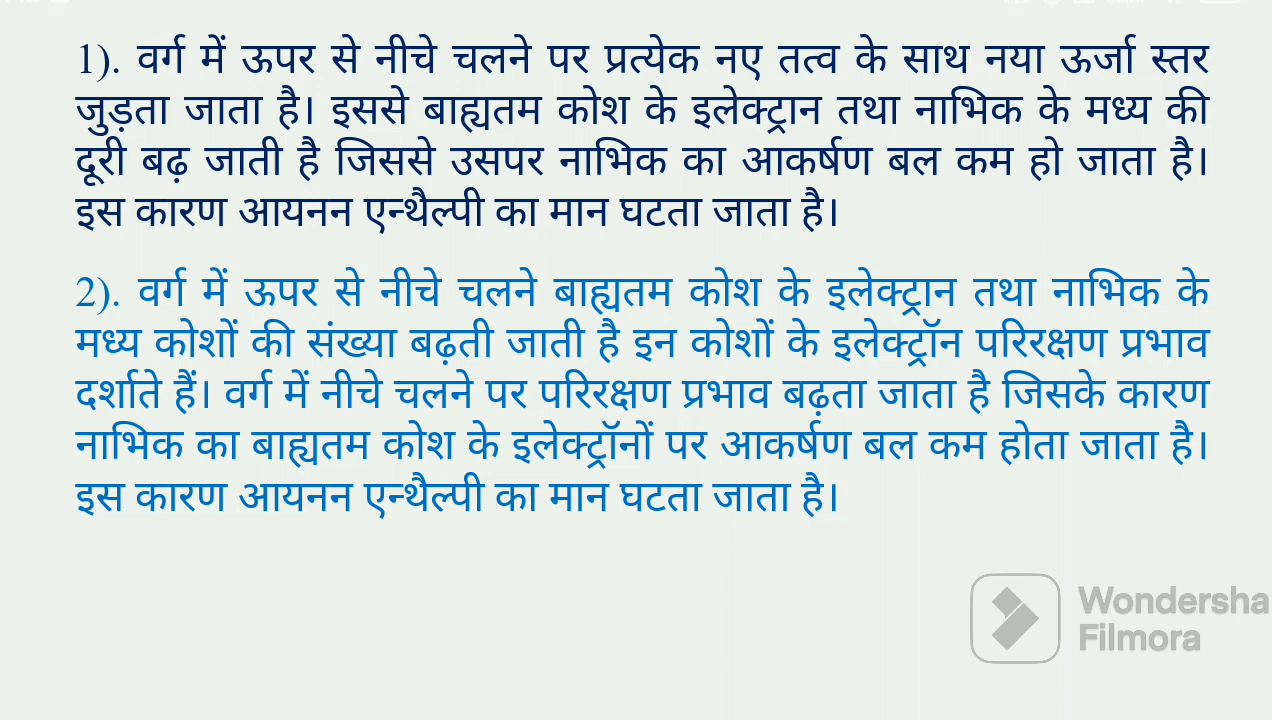 1). वर्ग में ऊपर से नीचे चलने पर प्रत्येक नए तत्व के साथ नया ऊर्जा स्तर
जुड़ता जाता है। इससे बाह्यतम कोश के इलेक्ट्रान तथा नाभिक के मध्य की
दूरी बढ़ जाती है जिससे उसपर नाभिक का आकर्षण बल कम हो जाता है।
इस कारण आयनन एन्थैल्पी का मान घटता जाता है।
2). वर्ग में ऊपर से नीचे चलने बाह्यतम कोश के इलेक्ट्रान तथा नाभिक के
मध्य कोशों की संख्या बढ़ती जाती है इन कोशों के इलेक्ट्रॉन परिरक्षण प्रभाव
दर्शाते हैं। वर्ग में नीचे चलने पर परिरक्षण प्रभाव बढ़ता जाता है जिसके कारण
नाभिक का बाह्यतम कोश के इलेक्ट्रॉनों पर आकर्षण बल कम होता जाता है।
इस कारण आयनन एन्थैल्पी का मान घटता जाता है।
Wondersha
Filmora